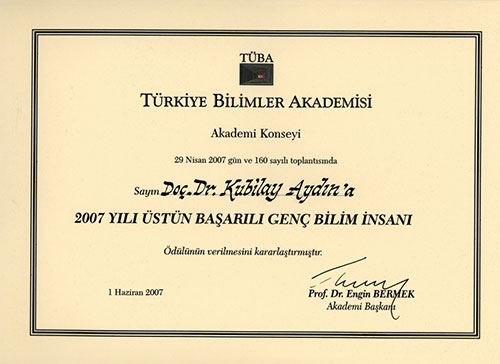 TÜBA
TÜRKİYE BİLİMLER AKADEMİSİ
Akademi Konseyi
29 Nisan 2007 gün ve 160 sayılı toplantısında
Sayın Doç. Dr. Kubilay Aydın'a
2007 YILI ÜSTÜN BAŞARILI GENÇ BİLİM İNSANI
Ödülünün verilmesini kararlaştırmıştır.
1 Haziran 2007
Prof. Dr. Engin BERMEK
Akademi Başkanı